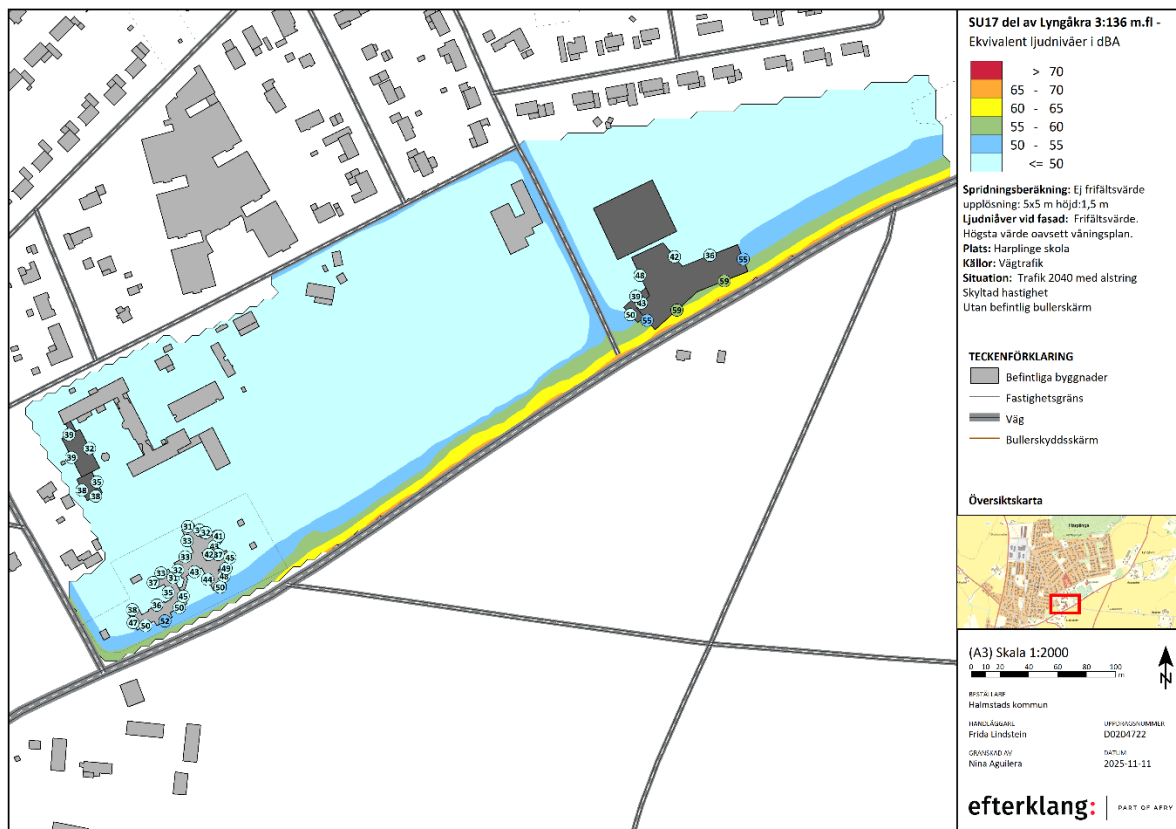 SU17 del av Lyngåkra 3:136 m.fl -
Ekvivalent ljudnivåer i dBA
> 70
65 - 70
60 - 65
55 - 60
50 - 55
<= 50
Spridningsberäkning: Ej frifältsvärde
upplösning: 5x5 m höjd:1,5 m
Ljudnivåer vid fasad: Frifältsvärde.
Högsta värde oavsett våningsplan.
Plats: Harplinge skola
Källor: Vägtrafik
Situation: Trafik 2040 med alstring
Skyltad hastighet
Utan befintlig bullerskärm
TECKENFÖRKLARING
Befintliga byggnader
Fastighetsgräns
Väg
Bullerskyddsskärm
Översiktskarta
Harplinge
(A3) Skala 1:2000
0 10 20 40 60 80 100
m
N
BESTÄLLARE
Halmstads kommun
HANDLÄGGARE
Frida Lindstein
UPPDRAGSNUMMER
D0204722
GRANSKAD AV
Nina Aguilera
DATUM
2025-11-11
efterklang: PART OF AFRY
42
36
55
48
59
39
43
50
55
59
39
32
39
35
38
38
31
32
41
33
43
33
42
37
45
33
32
43
49
37
31
44
48
50
35
45
36
50
38
47
50
52